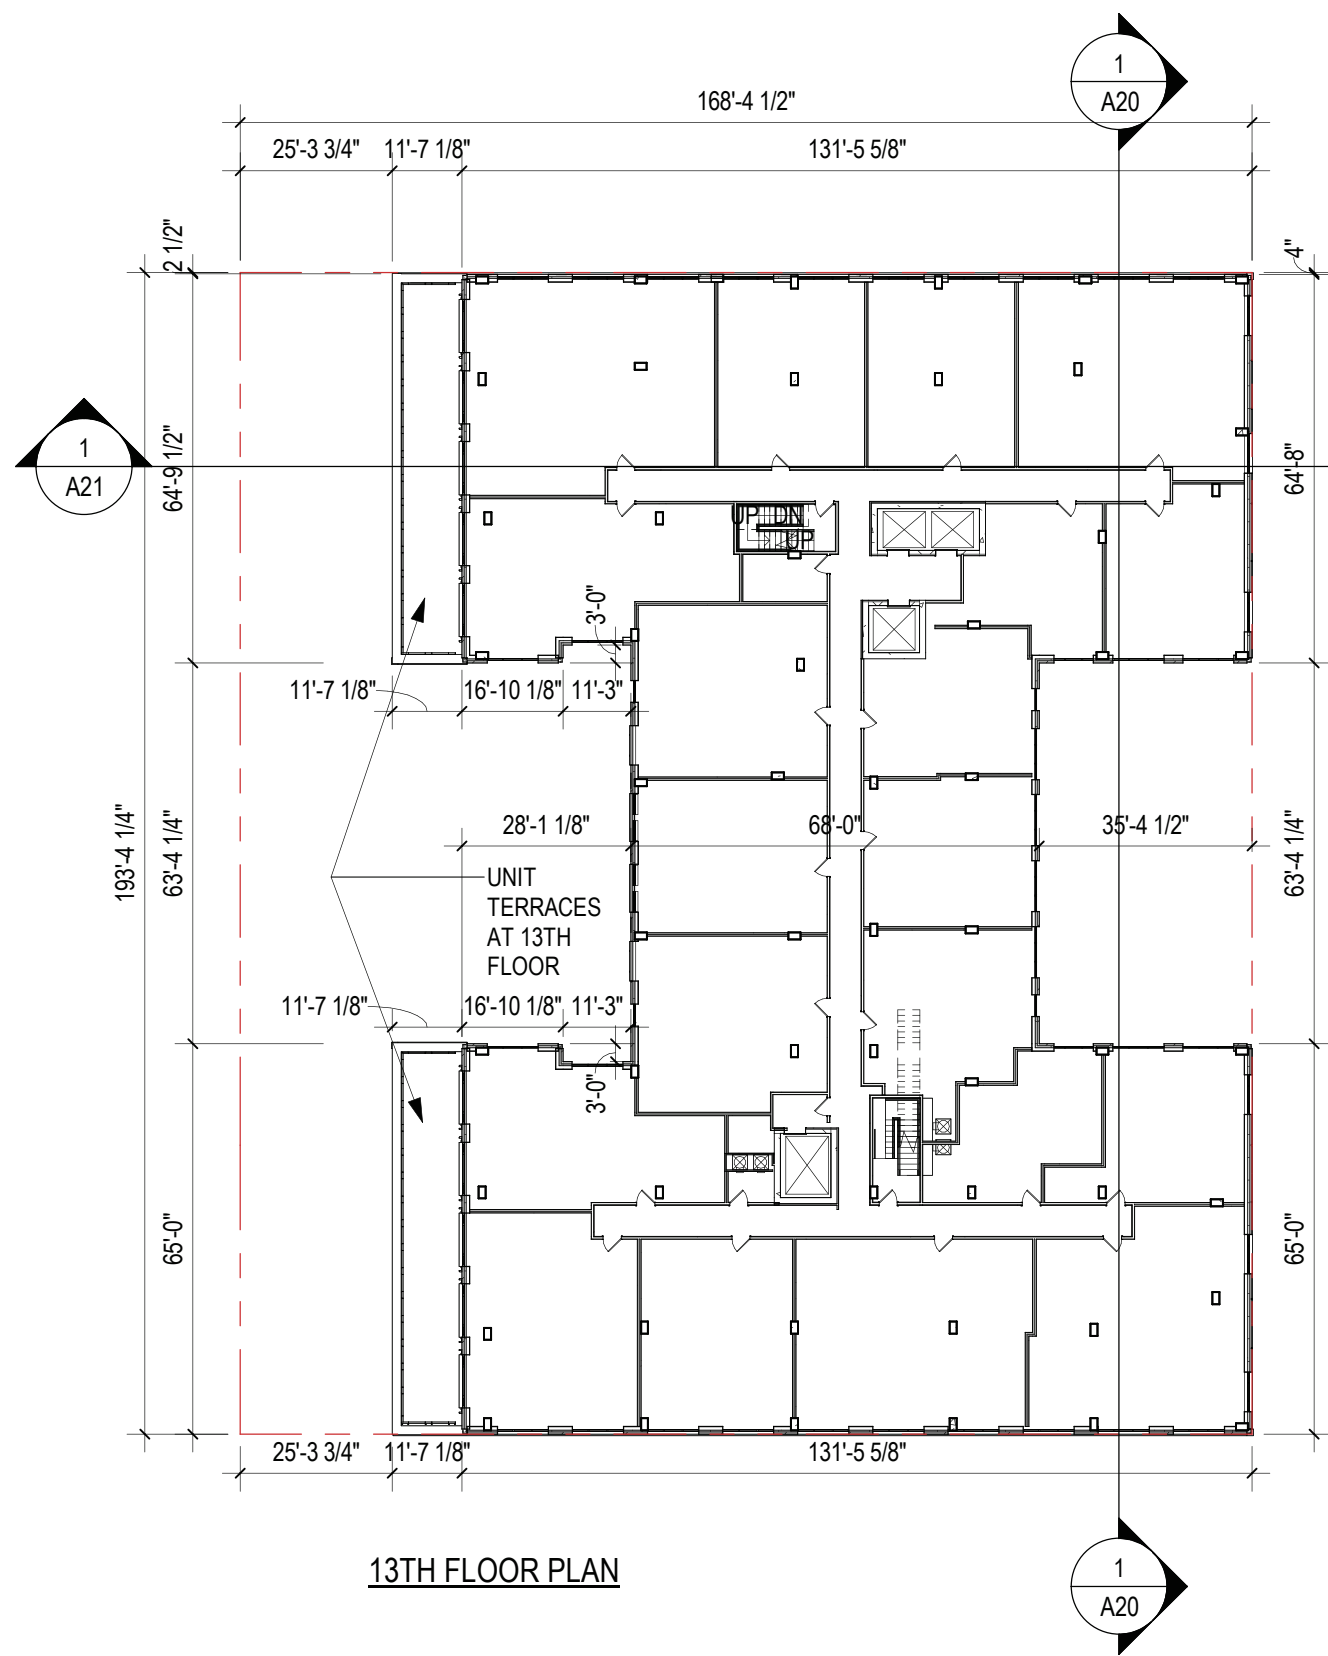 1
A20
168'-4 1/2"
25'-3 3/4" 11'-7 1/8" 131'-5 5/8"
2 1/2"
4"
1
A21
64'-9 1/2"
64'-8"
UP DN
UP
3'-0"
11'-7 1/8" 16'-10 1/8" 11'-3"
193'-4 1/4"
63'-4 1/4"
28'-1 1/8" 68'-0" 35'-4 1/2"
63'-4 1/4"
UNIT
TERRACES
AT 13TH
FLOOR
11'-7 1/8" 16'-10 1/8" 11'-3"
3'-0"
65'-0"
65'-0"
25'-3 3/4" 11'-7 1/8" 131'-5 5/8"
13TH FLOOR PLAN
1
A20